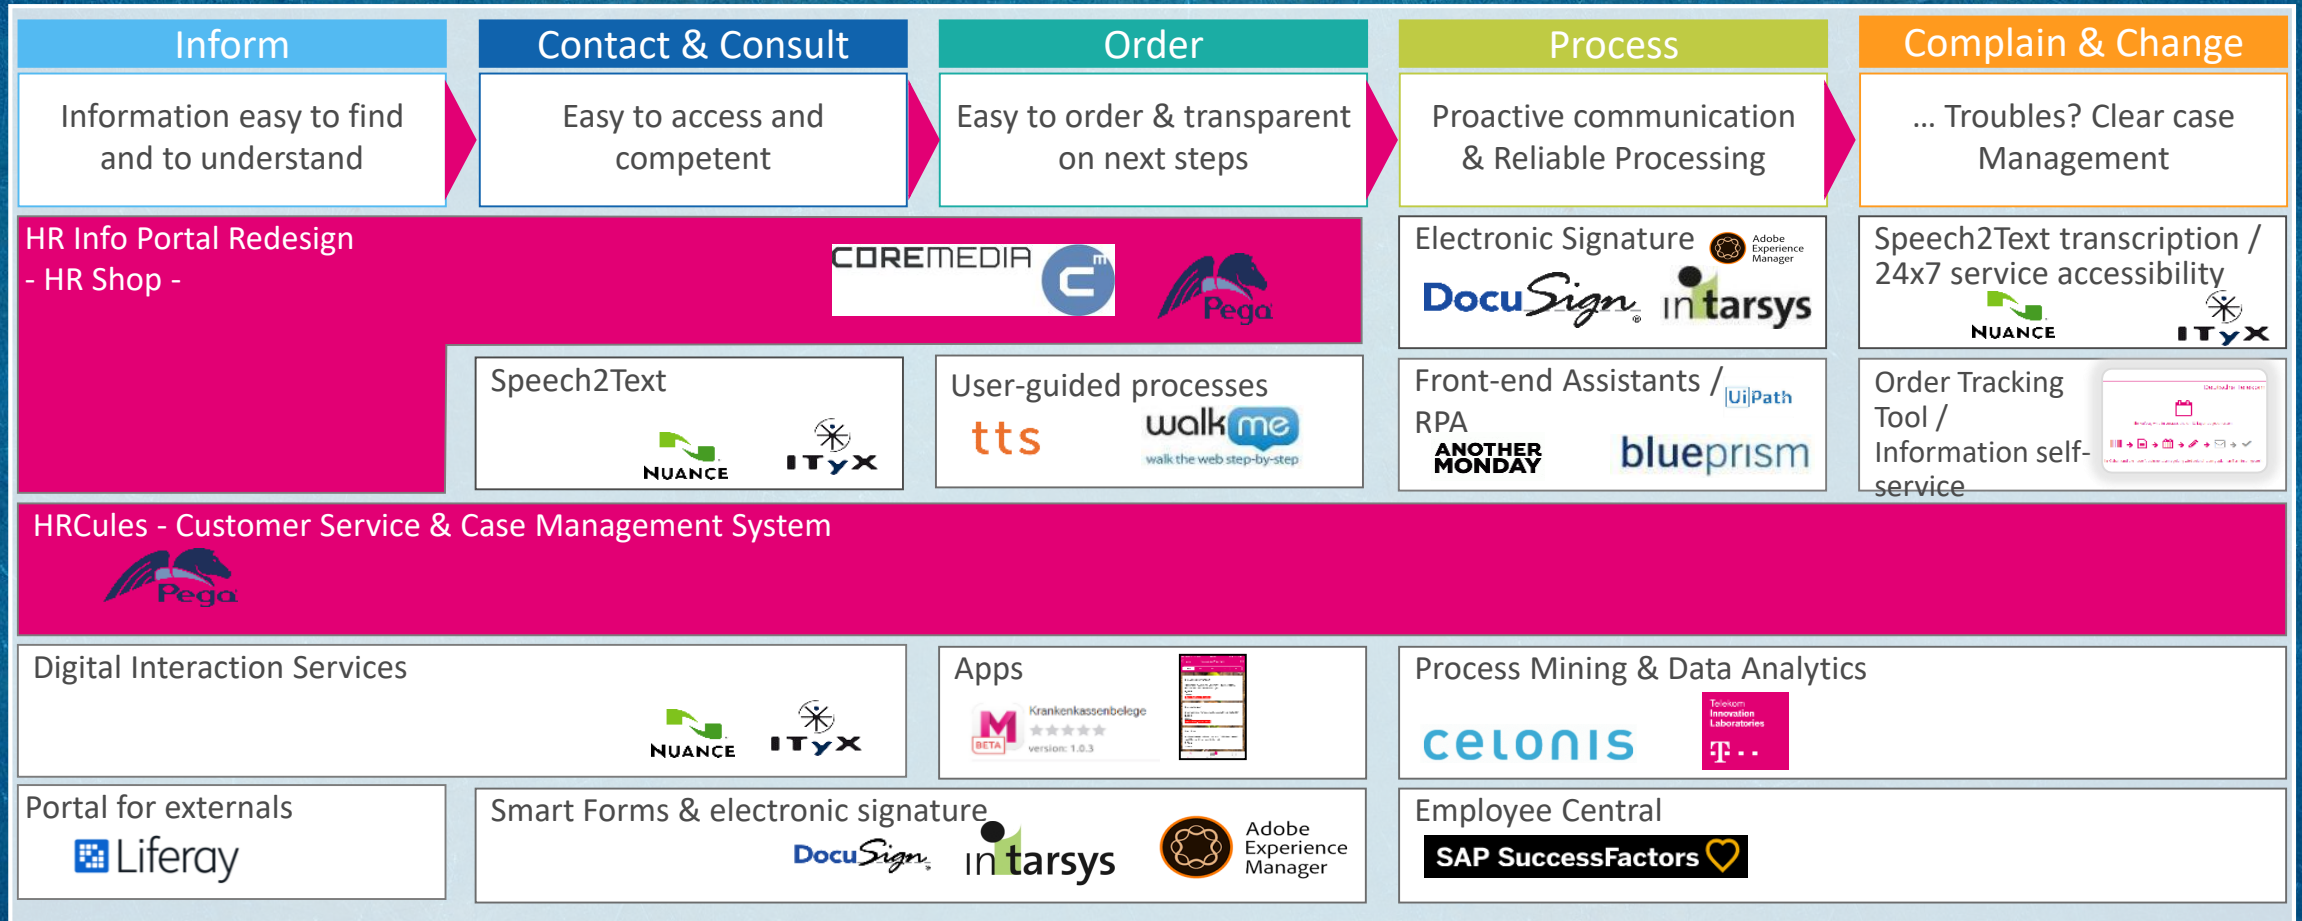 Inform
Contact & Consult
Order
Process
Complain & Change
Information easy to find
and to understand
Easy to access and
competent
Easy to order & transparent
on next steps
Proactive communication
& Reliable Processing
... Troubles? Clear case
Management
HR Info Portal Redesign
- HR Shop -
COREMEDIA
C m
Pega
Electronic Signature
Adobe
Experience
Manager
DocuSign
intarsys
Speech2Text transcription /
24x7 service accessibility
NUANCE
ITyX
Speech2Text
NUANCE
ITyX
User-guided processes
tts
walkme
walk the web step-by-step
Front-end Assistants /
RPA
UiPath
ANOTHER
MONDAY
blueprism
Order Tracking
Tool /
Information self-
service
HRCules - Customer Service & Case Management System
Pega
Digital Interaction Services
NUANCE
ITyX
Apps
M
BETA
Krankenkassenbelege
version: 1.0.3
Process Mining & Data Analytics
celonis
Telekom
Innovation
Laboratories
T
Portal for externals
Liferay
Smart Forms & electronic signature
DocuSign
intarsys
Adobe
Experience
Manager
Employee Central
SAP SuccessFactors